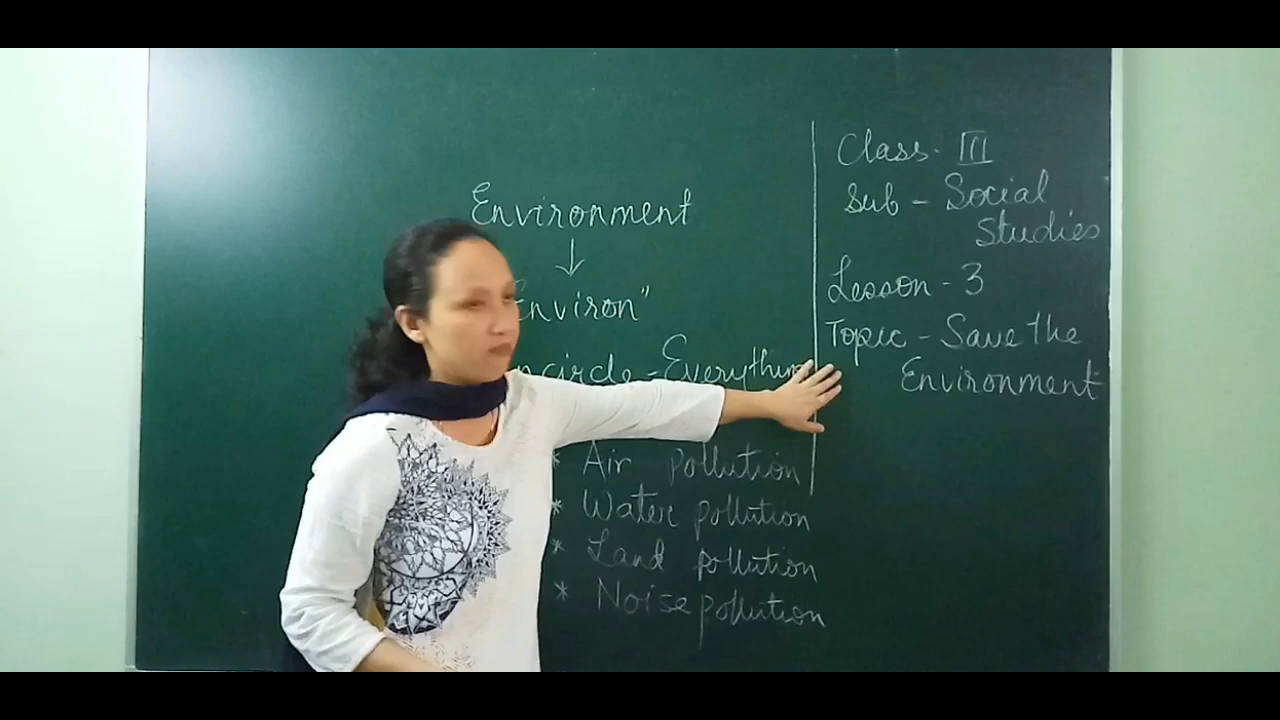 Environment
↓
Environ"
ncircle - Everything
* Air pollution
* Water pollution
* Land pollution
* Noise pollution
Class. III
Sub - Social
Studies
Lesson - 3
Topic - Save the
Environment